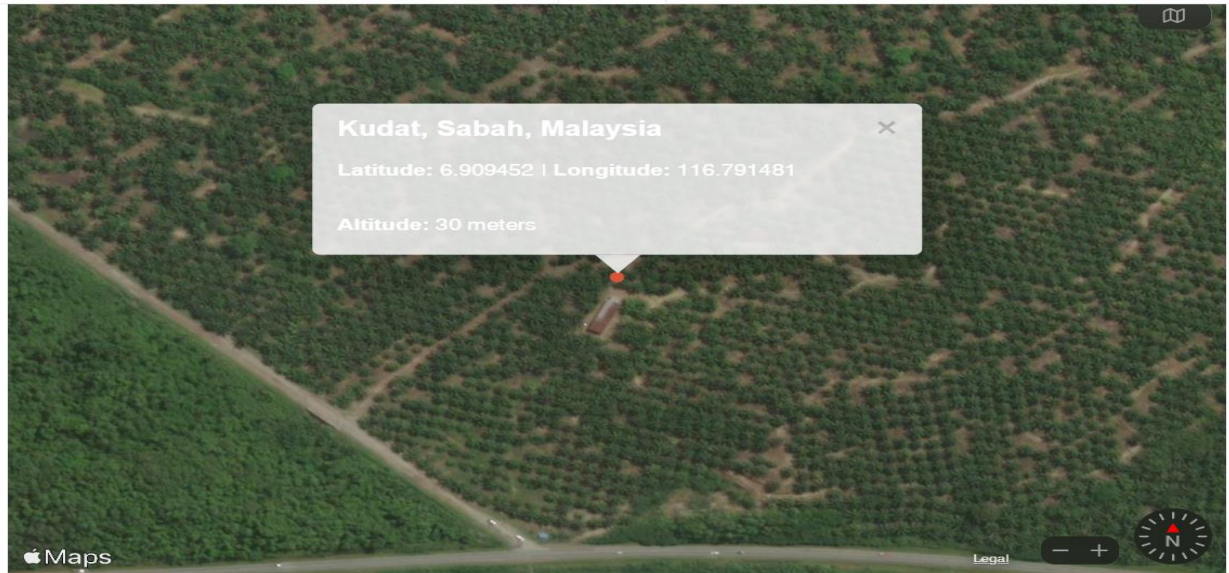 Kudat, Sabah, Malaysia
Latitude: 6.909452 | Longitude: 116.791481
Altitude: 30 meters
Maps
Legal
N